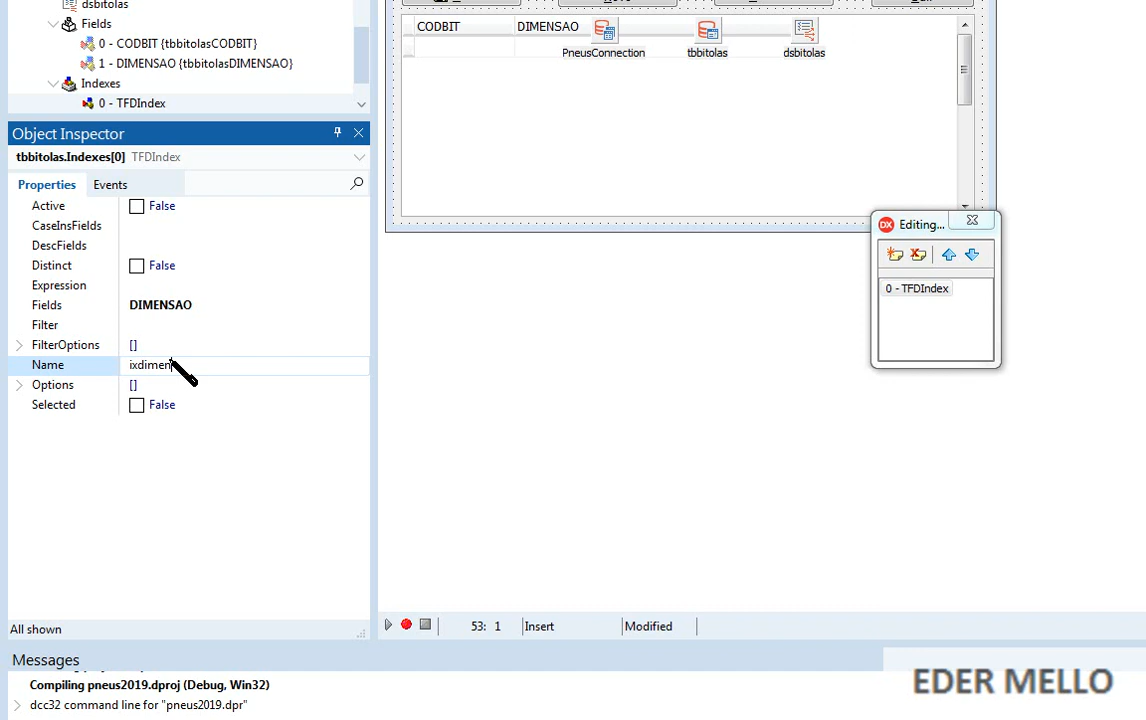 dsbitolas
Fields
0 - CODBIT {tbbitolasCODBIT}
1 - DIMENSAO {tbbitolasDIMENSAO}
Indexes
0 - TFDIndex
Object Inspector
tbbitolas.Indexes[0] TFDIndex
Properties Events
Active False
CaseInsFields
DescFields
Distinct False
Expression
Fields DIMENSAO
Filter
FilterOptions []
Name ixdimen
Options []
Selected False
All shown
CODBIT DIMENSAO
PneusConnection tbbitolas dsbitolas
DX Editing...
0 - TFDIndex
53: 1 Insert Modified
Messages
Compiling pneus2019.dproj (Debug, Win32)
dcc32 command line for "pneus2019.dpr"
EDER MELLO